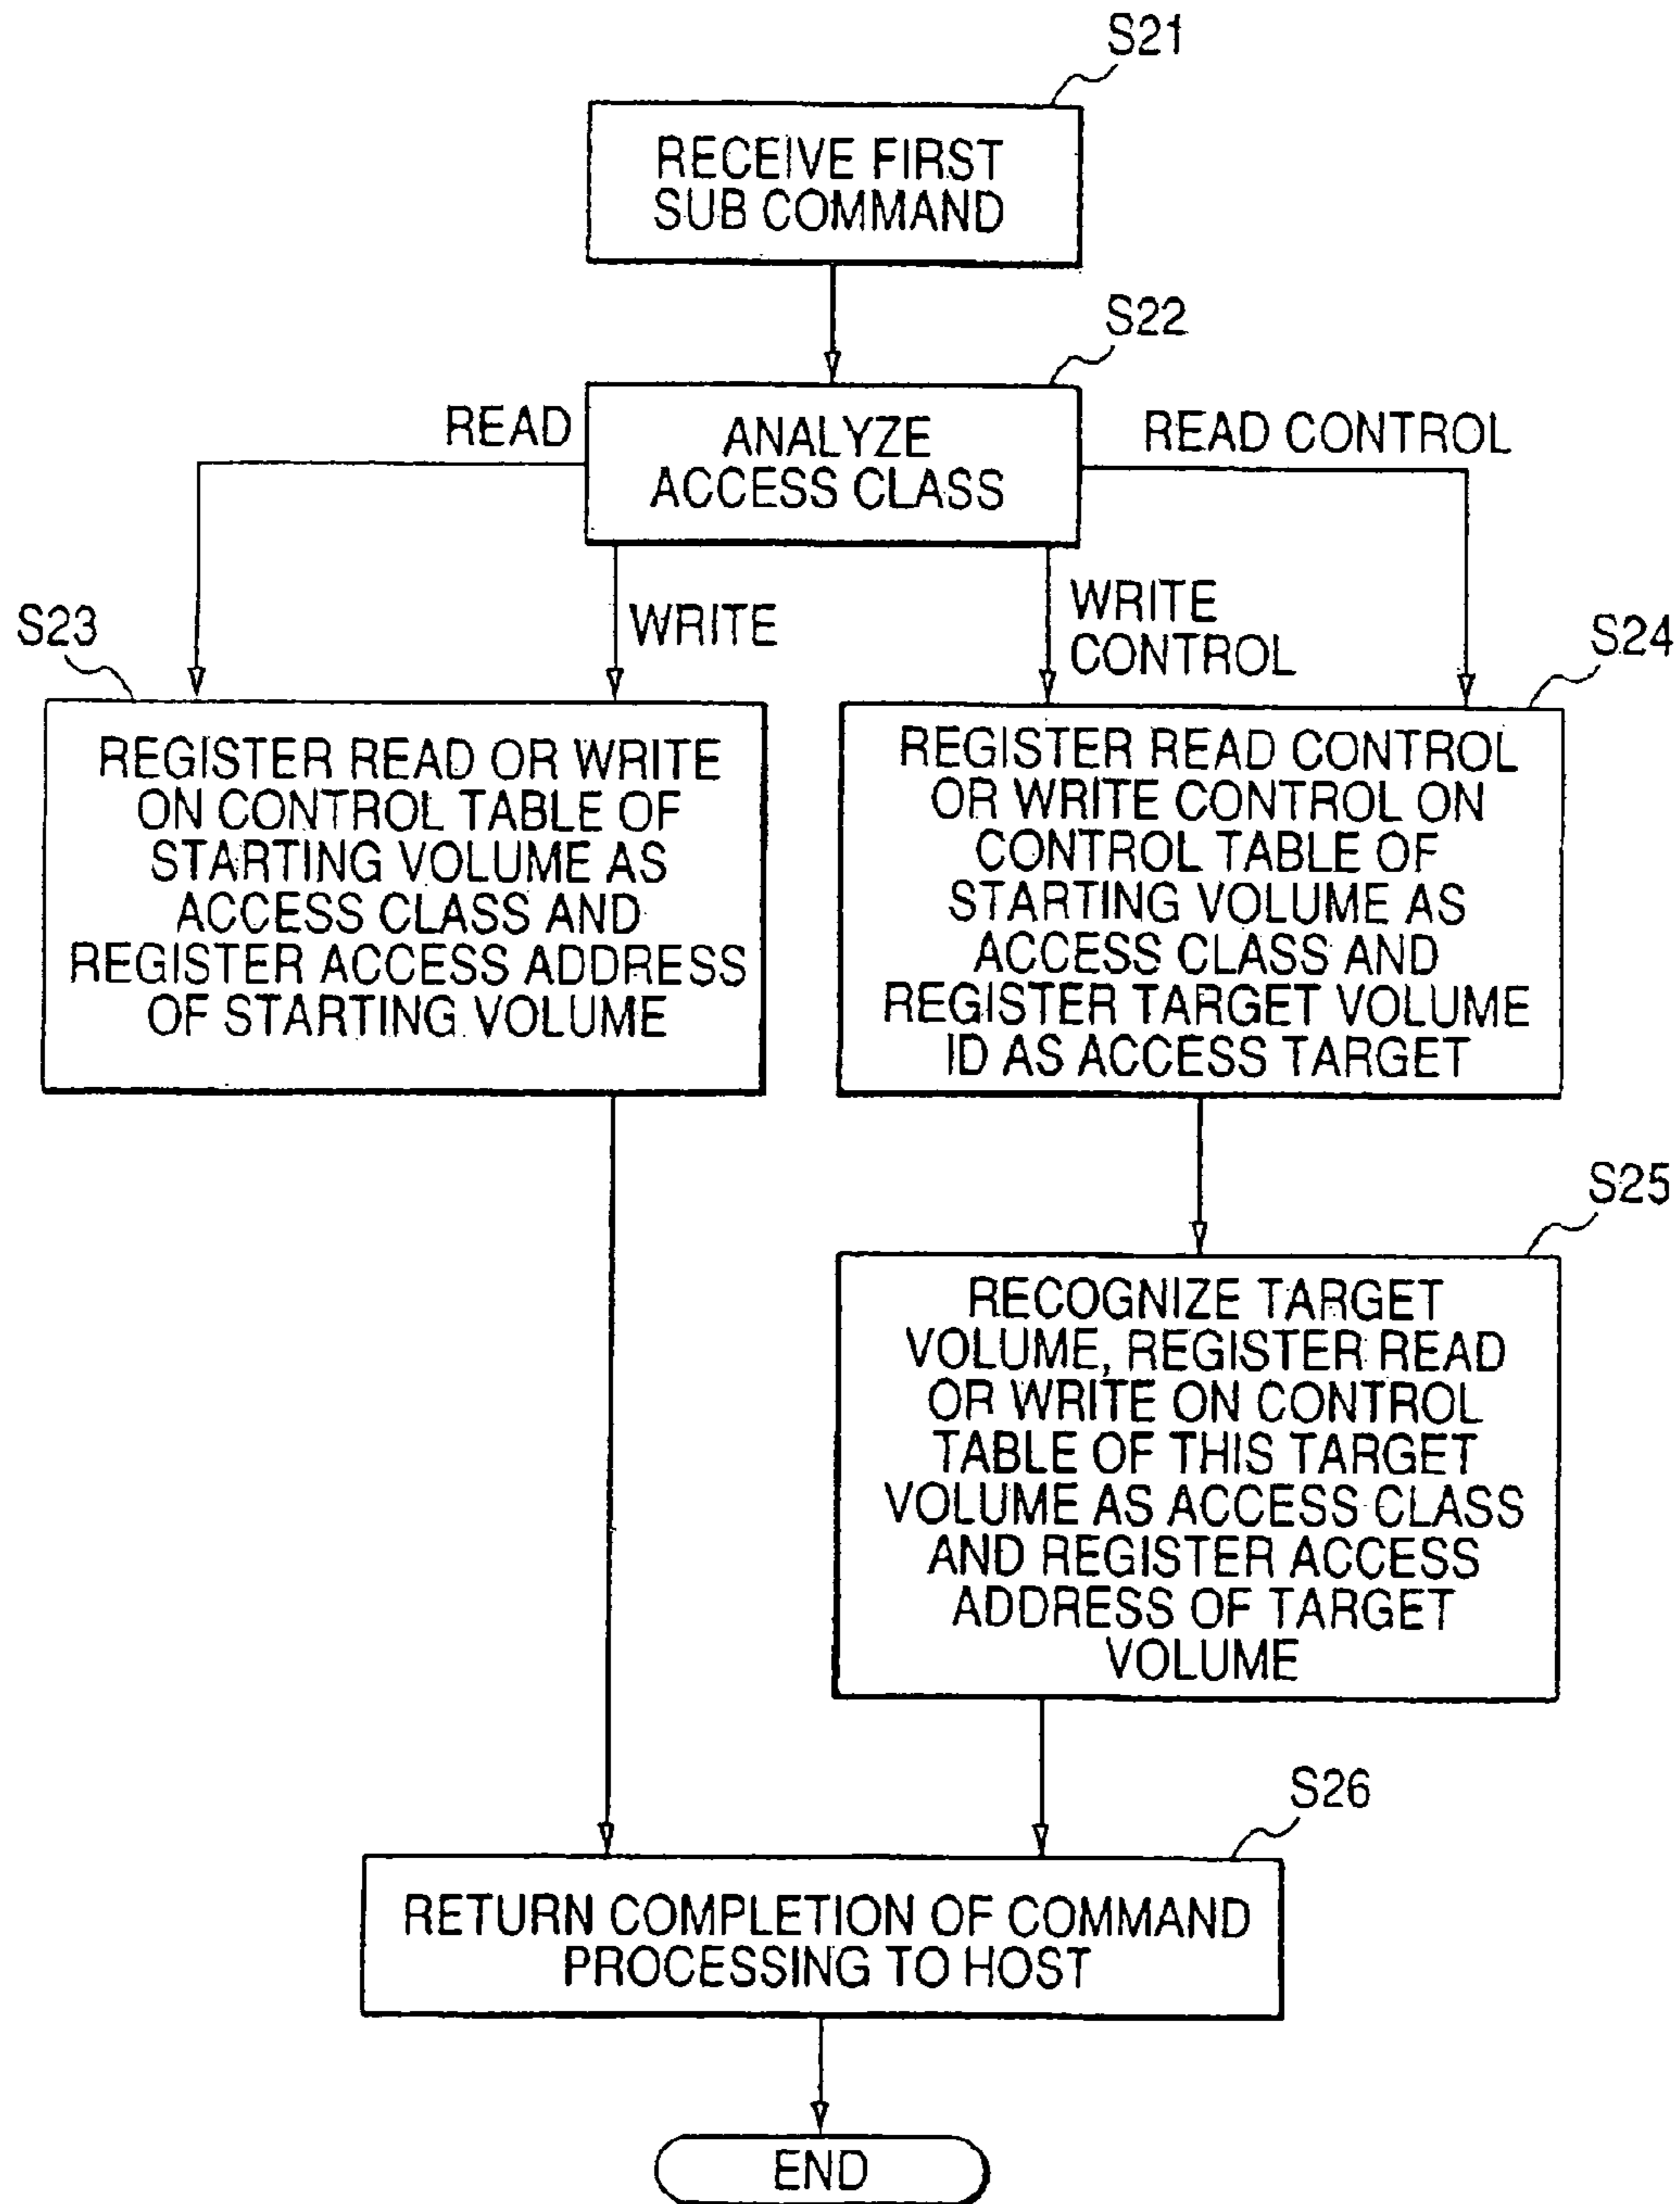 S21
RECEIVE FIRST
SUB COMMAND
S22
READ
ANALYZE
ACCESS CLASS
READ CONTROL
WRITE
WRITE
CONTROL
S23
REGISTER READ OR WRITE
ON CONTROL TABLE OF
STARTING VOLUME AS
ACCESS CLASS AND
REGISTER ACCESS ADDRESS
OF STARTING VOLUME
S24
REGISTER READ CONTROL
OR WRITE CONTROL ON
CONTROL TABLE OF
STARTING VOLUME AS
ACCESS CLASS AND
REGISTER TARGET VOLUME
ID AS ACCESS TARGET
S25
RECOGNIZE TARGET
VOLUME, REGISTER READ
OR WRITE ON CONTROL
TABLE OF THIS TARGET
VOLUME AS ACCESS CLASS
AND REGISTER ACCESS
ADDRESS OF TARGET
VOLUME
S26
RETURN COMPLETION OF COMMAND
PROCESSING TO HOST
END